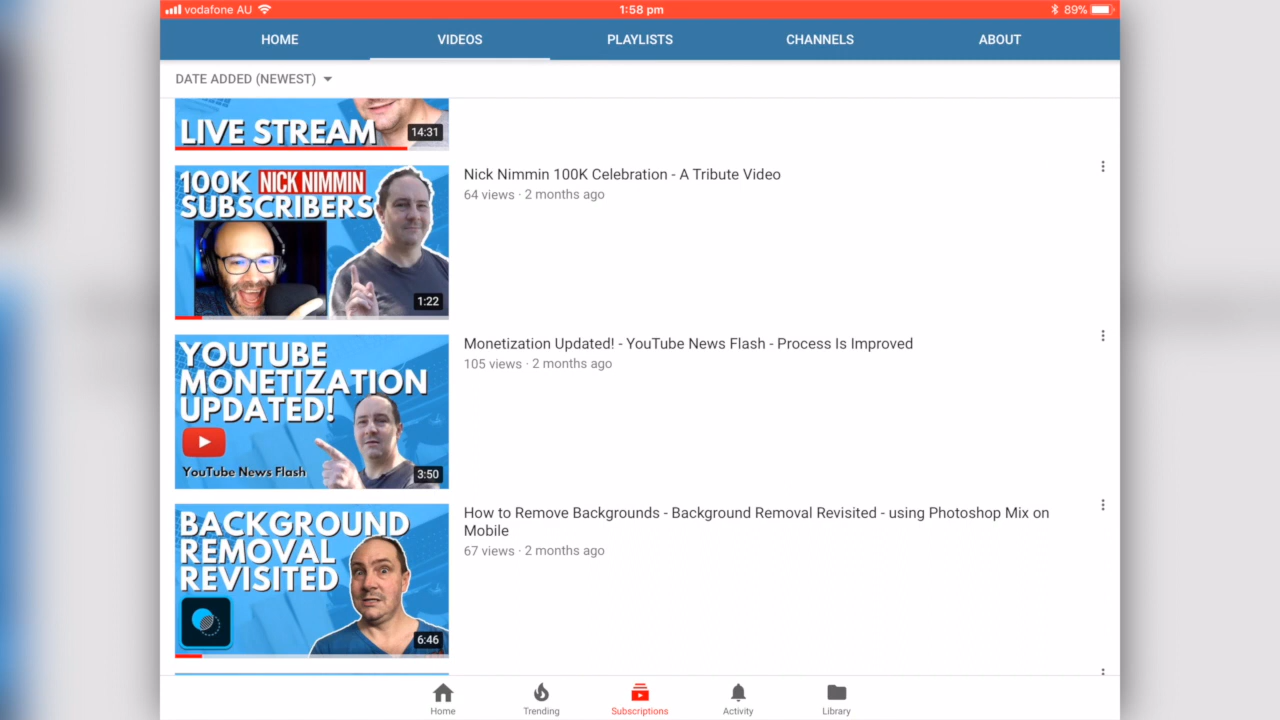 vodafone AU
1:58 pm
89%
HOME
VIDEOS
PLAYLISTS
CHANNELS
ABOUT
DATE ADDED (NEWEST)
LIVE STREAM
14:31
100K NICK NIMMIN
SUBSCRIBERS
1:22
Nick Nimmin 100K Celebration - A Tribute Video
64 views · 2 months ago
YOUTUBE
MONETIZATION
UPDATED!
YouTube News Flash
3:50
Monetization Updated! - YouTube News Flash - Process Is Improved
105 views · 2 months ago
BACKGROUND
REMOVAL
REVISITED
6:46
How to Remove Backgrounds - Background Removal Revisited - using Photoshop Mix on
Mobile
67 views · 2 months ago
Home
Trending
Subscriptions
Activity
Library